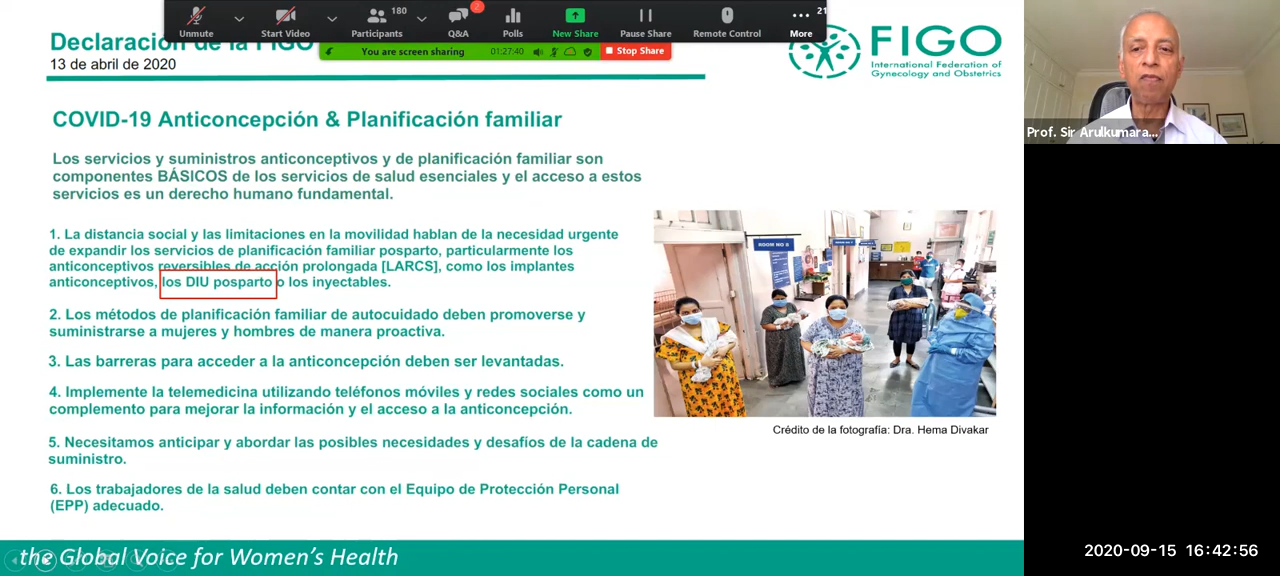 Unmute
Start Video
180
Participants
2
Q&A
Polls
New Share
Pause Share
Remote Control
21
More
You are screen sharing
01:27:40
Stop Share
Declaración de la FIGO
13 de abril de 2020
FIGO
International Federation of
Gynecology and Obstetrics
Prof. Sir Arulkumara...
COVID-19 Anticoncepción & Planificación familiar
Los servicios y suministros anticonceptivos y de planificación familiar son
componentes BÁSICOS de los servicios de salud esenciales y el acceso a estos
servicios es un derecho humano fundamental.
1. La distancia social y las limitaciones en la movilidad hablan de la necesidad urgente
de expandir los servicios de planificación familiar posparto, particularmente los
anticonceptivos reversibles de acción prolongada [LARCS], como los implantes
anticonceptivos, los DIU posparto o los inyectables.
2. Los métodos de planificación familiar de autocuidado deben promoverse y
suministrarse a mujeres y hombres de manera proactiva.
3. Las barreras para acceder a la anticoncepción deben ser levantadas.
4. Implemente la telemedicina utilizando teléfonos móviles y redes sociales como un
complemento para mejorar la información y el acceso a la anticoncepción.
5. Necesitamos anticipar y abordar las posibles necesidades y desafíos de la cadena de
suministro.
6. Los trabajadores de la salud deben contar con el Equipo de Protección Personal
(EPP) adecuado.
ROOM NO 8
Crédito de la fotografía: Dra. Hema Divakar
the Global Voice for Women's Health
2020-09-15 16:42:56